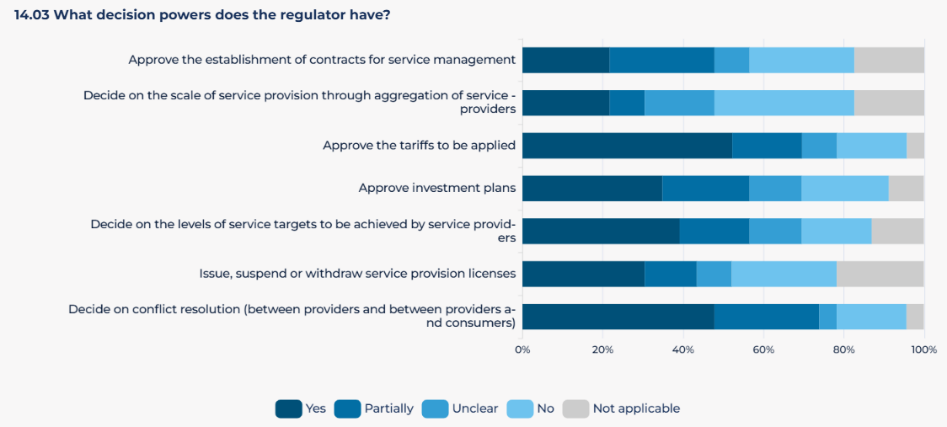 14.03 What decision powers does the regulator have?
Approve the establishment of contracts for service management
Decide on the scale of service provision through aggregation of service -
providers
Approve the tariffs to be applied
Approve investment plans
Decide on the levels of service targets to be achieved by service provid-
ers
Issue, suspend or withdraw service provision licenses
Decide on conflict resolution (between providers and between providers a-
nd consumers)
0% 20% 40% 60% 80% 100%
Yes Partially Unclear No Not applicable